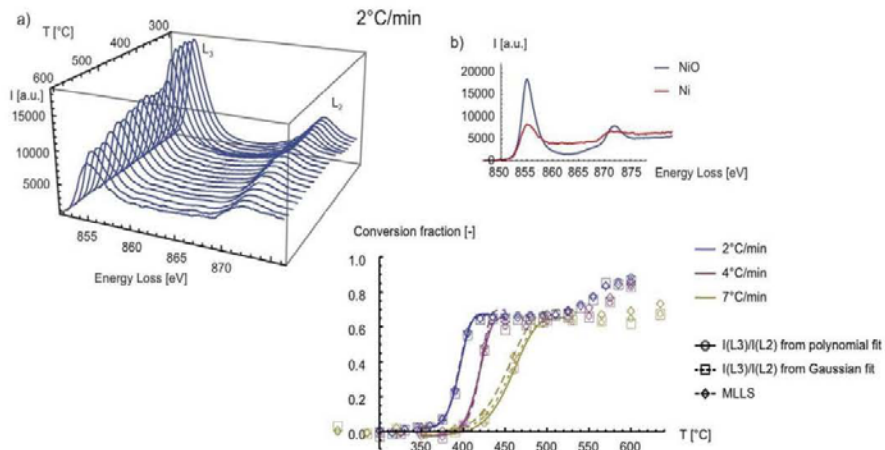 a)
2°C/min
T [°C]
300
400
500
600
I [a.u.]
15000
10000
5000
L3
L2
855
860
865
870
Energy Loss [eV]
b)
I [a.u.]
20000
15000
10000
5000
0
850 855 860 865 870 875
Energy Loss [eV]
NiO
Ni
Conversion fraction [-]
1.0
0.8
0.6
0.4
0.2
0.0
350 400 450 500 550 600
T [°C]
2°C/min
4°C/min
7°C/min
I(L3)/I(L2) from polynomial fit
I(L3)/I(L2) from Gaussian fit
MLLS